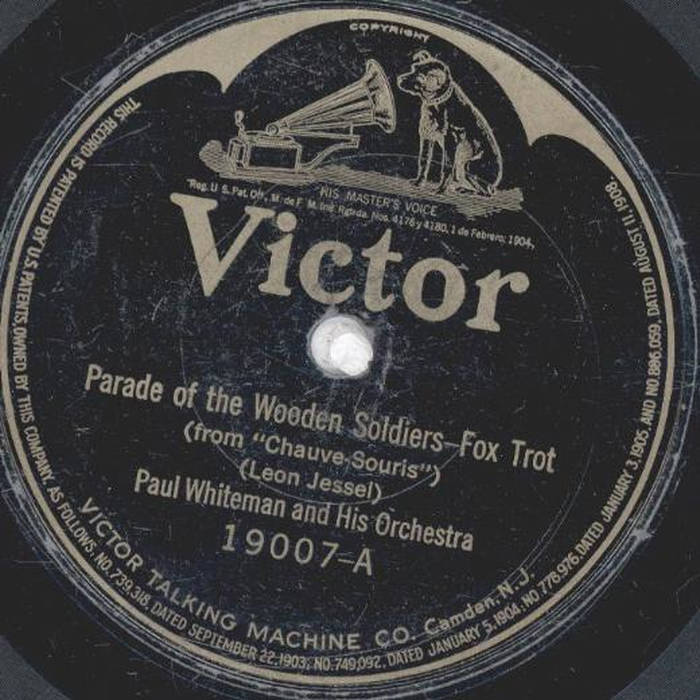 COPYRIGHT
"HIS MASTER'S VOICE
"Reg. U. S. Pat. Off., M. de F. M. Ind. Rgtrda. Nos. 4176 y 4180, 1 de Febrero, 1904,
Victor
Parade of the Wooden Soldiers—Fox Trot
(from "Chauve-Souris")
(Leon Jessel)
Paul Whiteman and His Orchestra
19007-A
VICTOR TALKING MACHINE CO. Camden, N.J.
THIS RECORD IS PATENTED BY U.S. PATENTS, OWNED BY THIS COMPANY, AS FOLLOWS: NO. 739,318, DATED SEPTEMBER 22, 1903; NO. 749,092, DATED JANUARY 5, 1904; NO. 778,976, DATED JANUARY 3, 1905, AND NO. 886,059, DATED AUGUST 11, 1908.